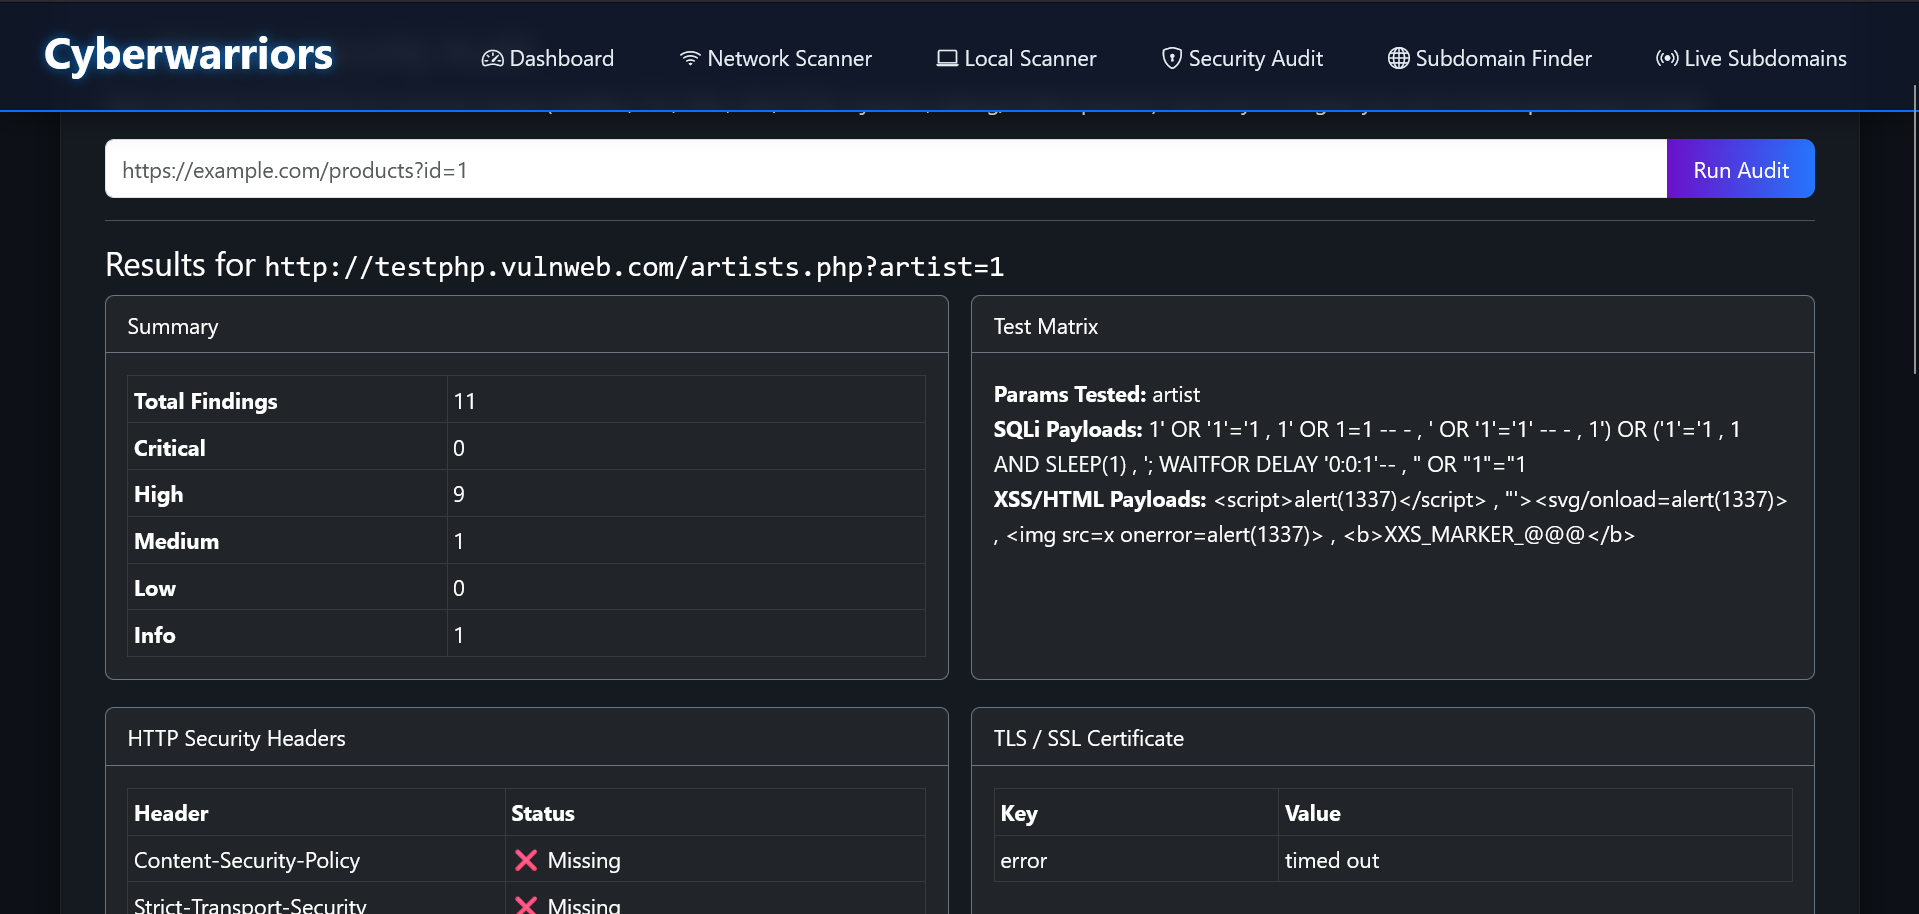 Cyberwarriors
Dashboard
Network Scanner
Local Scanner
Security Audit
Subdomain Finder
Live Subdomains
https://example.com/products?id=1
Run Audit
Results for http://testphp.vulnweb.com/artists.php?artist=1
Summary
Total Findings 11
Critical 0
High 9
Medium 1
Low 0
Info 1
Test Matrix
Params Tested: artist
SQLi Payloads: 1' OR '1'='1 , 1' OR 1=1 -- - , ' OR '1'='1' -- - , 1') OR ('1'='1 , 1
AND SLEEP(1) , '; WAITFOR DELAY '0:0:1'-- , " OR "1"="1
XSS/HTML Payloads: <script>alert(1337)</script> , "'><svg/onload=alert(1337)>
, <img src=x onerror=alert(1337)> , <b>XXS_MARKER_@@@</b>
HTTP Security Headers
Header Status
Content-Security-Policy ❌ Missing
Strict-Transport-Security ❌ Missing
TLS / SSL Certificate
Key Value
error timed out